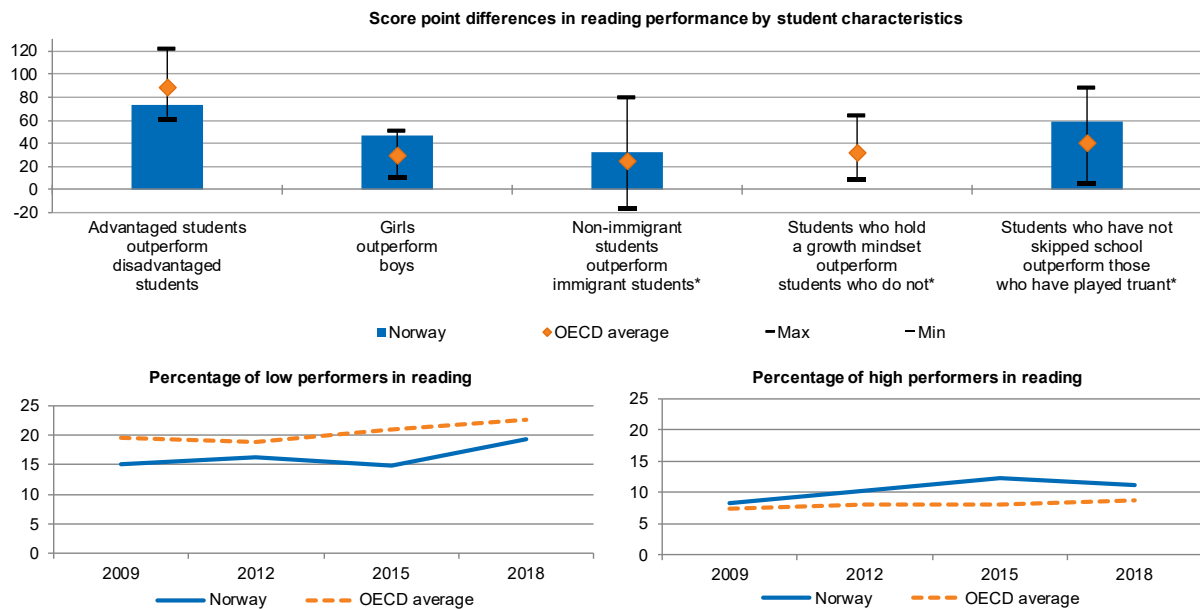 Score point differences in reading performance by student characteristics
120
100
80
60
40
20
0
-20
Advantaged students
outperform
disadvantaged
students
Girls
outperform
boys
Non-immigrant
students
outperform
immigrant students*
Students who hold
a growth mindset
outperform
students who do not*
Students who have not
skipped school
outperform those
who have played truant*
Norway
OECD average
Max
Min
Percentage of low performers in reading
25
20
15
10
5
0
2009
2012
2015
2018
Norway
OECD average
Percentage of high performers in reading
25
20
15
10
5
0
2009
2012
2015
2018
Norway
OECD average